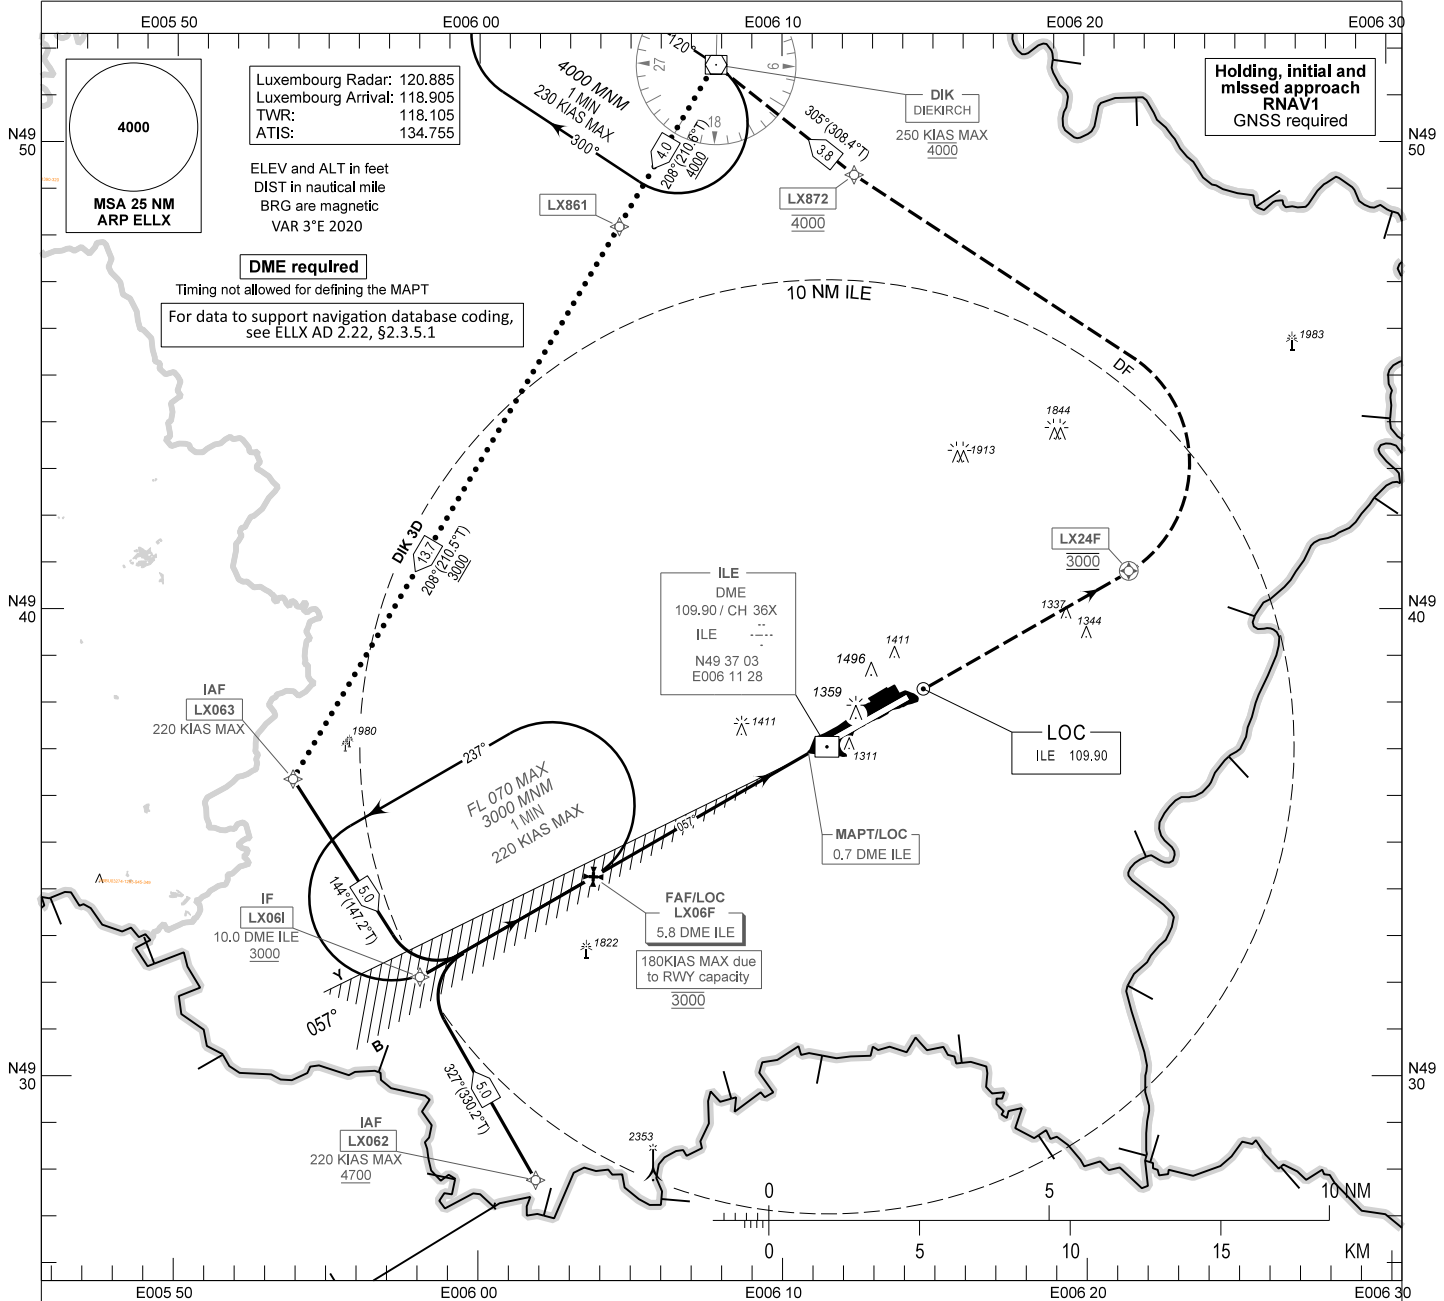 E005 50
E006 00
E006 10
E006 20
E006 30
4000
MSA 25 NM
ARP ELLX
Luxembourg Radar: 120.885
Luxembourg Arrival: 118.905
TWR: 118.105
ATIS: 134.755
ELEV and ALT in feet
DIST in nautical mile
BRG are magnetic
VAR 3°E 2020
DME required
Timing not allowed for defining the MAPT
For data to support navigation database coding,
see ELLX AD 2.22, §2.3.5.1
Holding, initial and
missed approach
RNAV1
GNSS required
N49
50
N49
50
120°
27
9
18
4000 MNM
1 MIN
230 KIAS MAX
300°
4.0
208°(210.6°T)
4000
DIK
DIEKIRCH
250 KIAS MAX
4000
305°(308.4°T)
3.8
LX872
4000
LX861
10 NM ILE
DF
1983
1844
1913
DIK 3D
13.7
208°(210.5°T)
3000
LX24F
3000
N49
40
N49
40
1337
1344
ILE
DME
109.90 / CH 36X
ILE
N49 37 03
E006 11 28
1411
1496
1359
1411
1311
LOC
ILE 109.90
IAF
LX063
220 KIAS MAX
1980
237°
FL 070 MAX
3000 MNM
1 MIN
220 KIAS MAX
057°
MAPT/LOC
0.7 DME ILE
5.0
144°(147.2°T)
IF
LX06I
10.0 DME ILE
3000
FAF/LOC
LX06F
5.8 DME ILE
180KIAS MAX due
to RWY capacity
3000
1822
Y
057°
B
N49
30
N49
30
5.0
327°(330.2°T)
IAF
LX062
220 KIAS MAX
4700
2353
0
5
10 NM
0
5
10
15
KM
E005 50
E006 00
E006 10
E006 20
E006 30